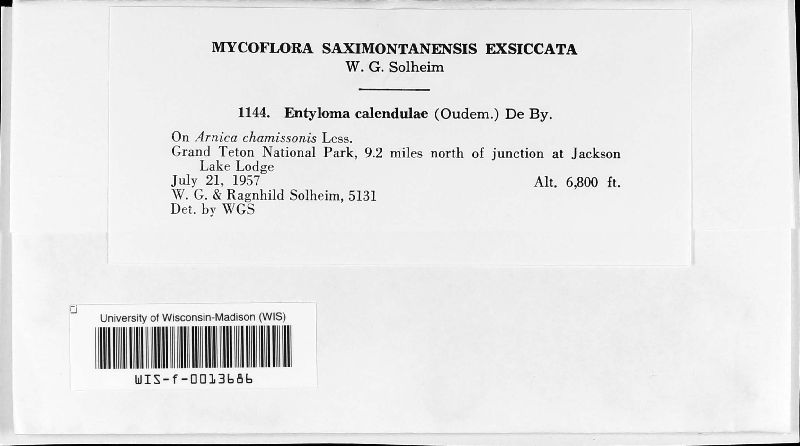 MYCOFLORA SAXIMONTANENSIS EXSICCATA
W. G. Solheim
1144. Entyloma calendulae (Oudem.) De By.
On Arnica chamissonis Less.
Grand Teton National Park, 9.2 miles north of junction at Jackson
Lake Lodge
July 21, 1957 Alt. 6,800 ft.
W. G. & Ragnhild Solheim, 5131
Det. by WGS
University of Wisconsin-Madison (WIS)
WIS-f-0013686